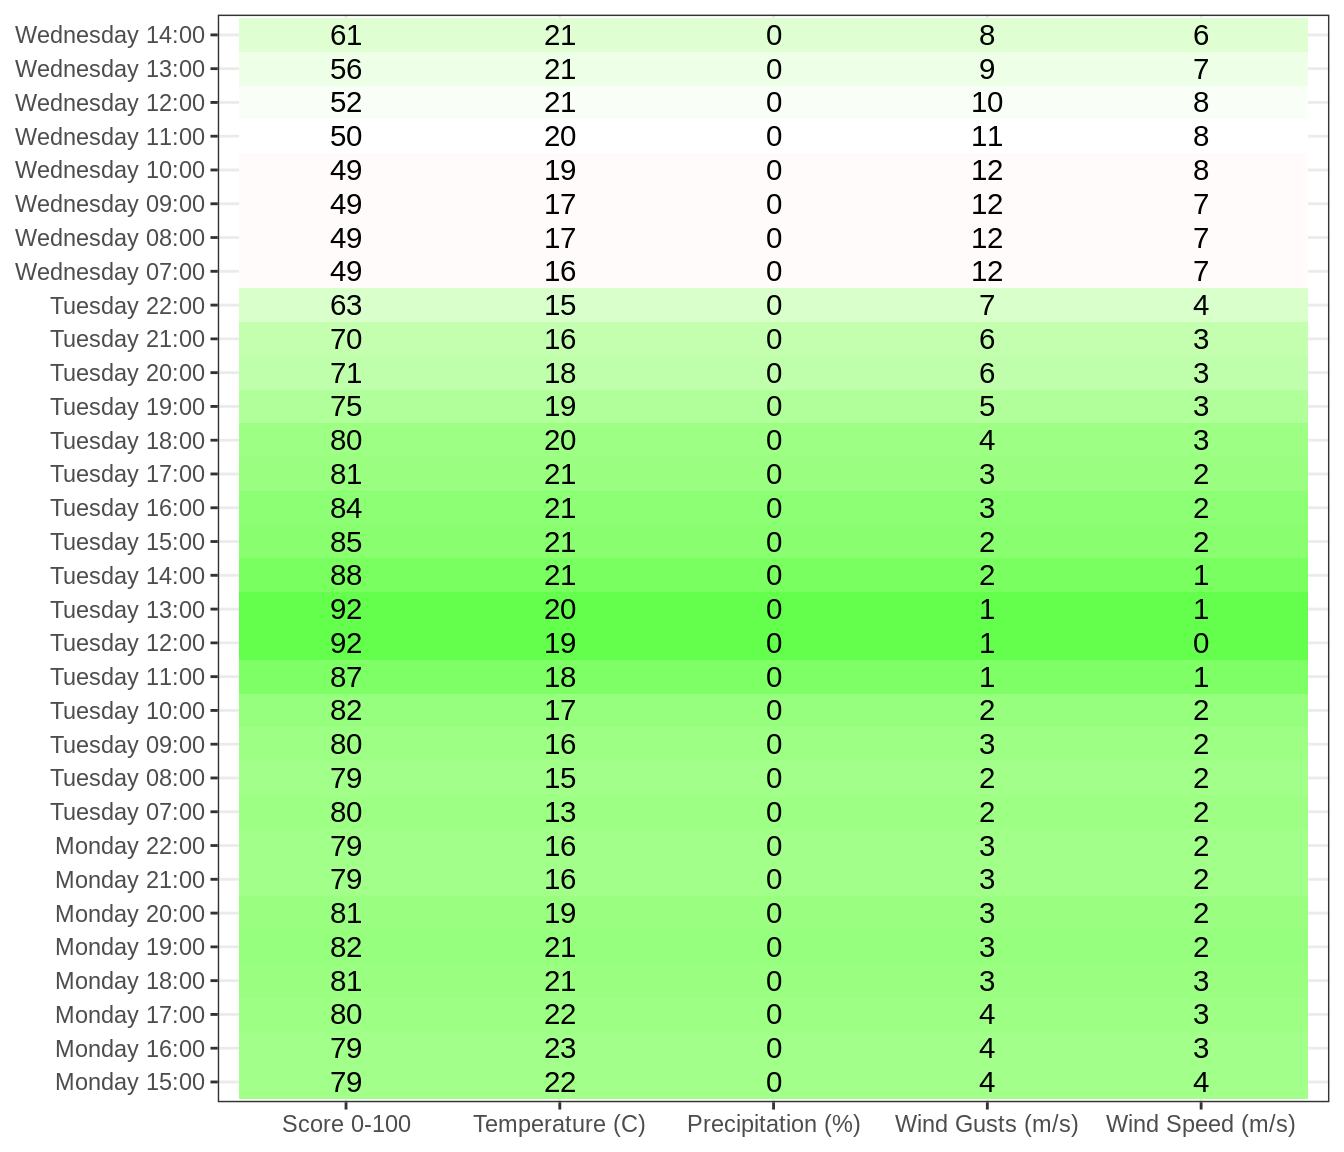 Wednesday 14:00 61 21 0 8 6
Wednesday 13:00 56 21 0 9 7
Wednesday 12:00 52 21 0 10 8
Wednesday 11:00 50 20 0 11 8
Wednesday 10:00 49 19 0 12 8
Wednesday 09:00 49 17 0 12 7
Wednesday 08:00 49 17 0 12 7
Wednesday 07:00 49 16 0 12 7
Tuesday 22:00 63 15 0 7 4
Tuesday 21:00 70 16 0 6 3
Tuesday 20:00 71 18 0 6 3
Tuesday 19:00 75 19 0 5 3
Tuesday 18:00 80 20 0 4 3
Tuesday 17:00 81 21 0 3 2
Tuesday 16:00 84 21 0 3 2
Tuesday 15:00 85 21 0 2 2
Tuesday 14:00 88 21 0 2 1
Tuesday 13:00 92 20 0 1 1
Tuesday 12:00 92 19 0 1 0
Tuesday 11:00 87 18 0 1 1
Tuesday 10:00 82 17 0 2 2
Tuesday 09:00 80 16 0 3 2
Tuesday 08:00 79 15 0 2 2
Tuesday 07:00 80 13 0 2 2
Monday 22:00 79 16 0 3 2
Monday 21:00 79 16 0 3 2
Monday 20:00 81 19 0 3 2
Monday 19:00 82 21 0 3 2
Monday 18:00 81 21 0 3 3
Monday 17:00 80 22 0 4 3
Monday 16:00 79 23 0 4 3
Monday 15:00 79 22 0 4 4
Score 0-100 Temperature (C) Precipitation (%) Wind Gusts (m/s) Wind Speed (m/s)